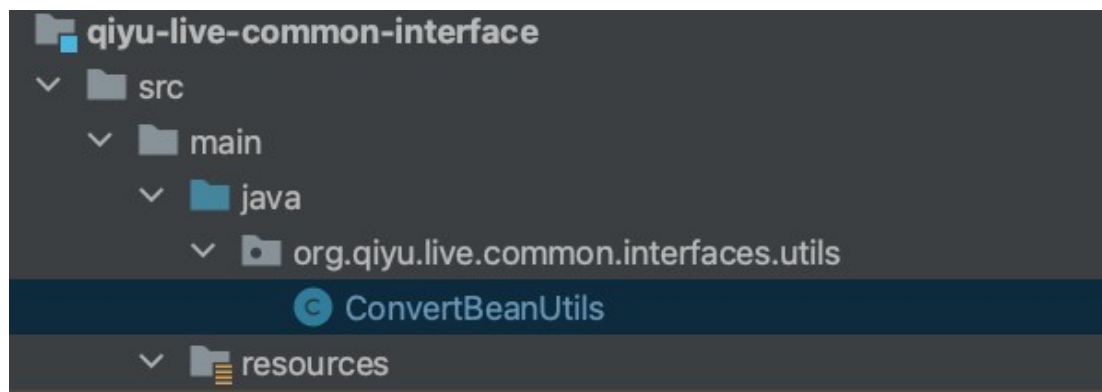 qiyu-live-common-interface
src
main
java
org.qiyu.live.common.interfaces.utils
C ConvertBeanUtils
resources